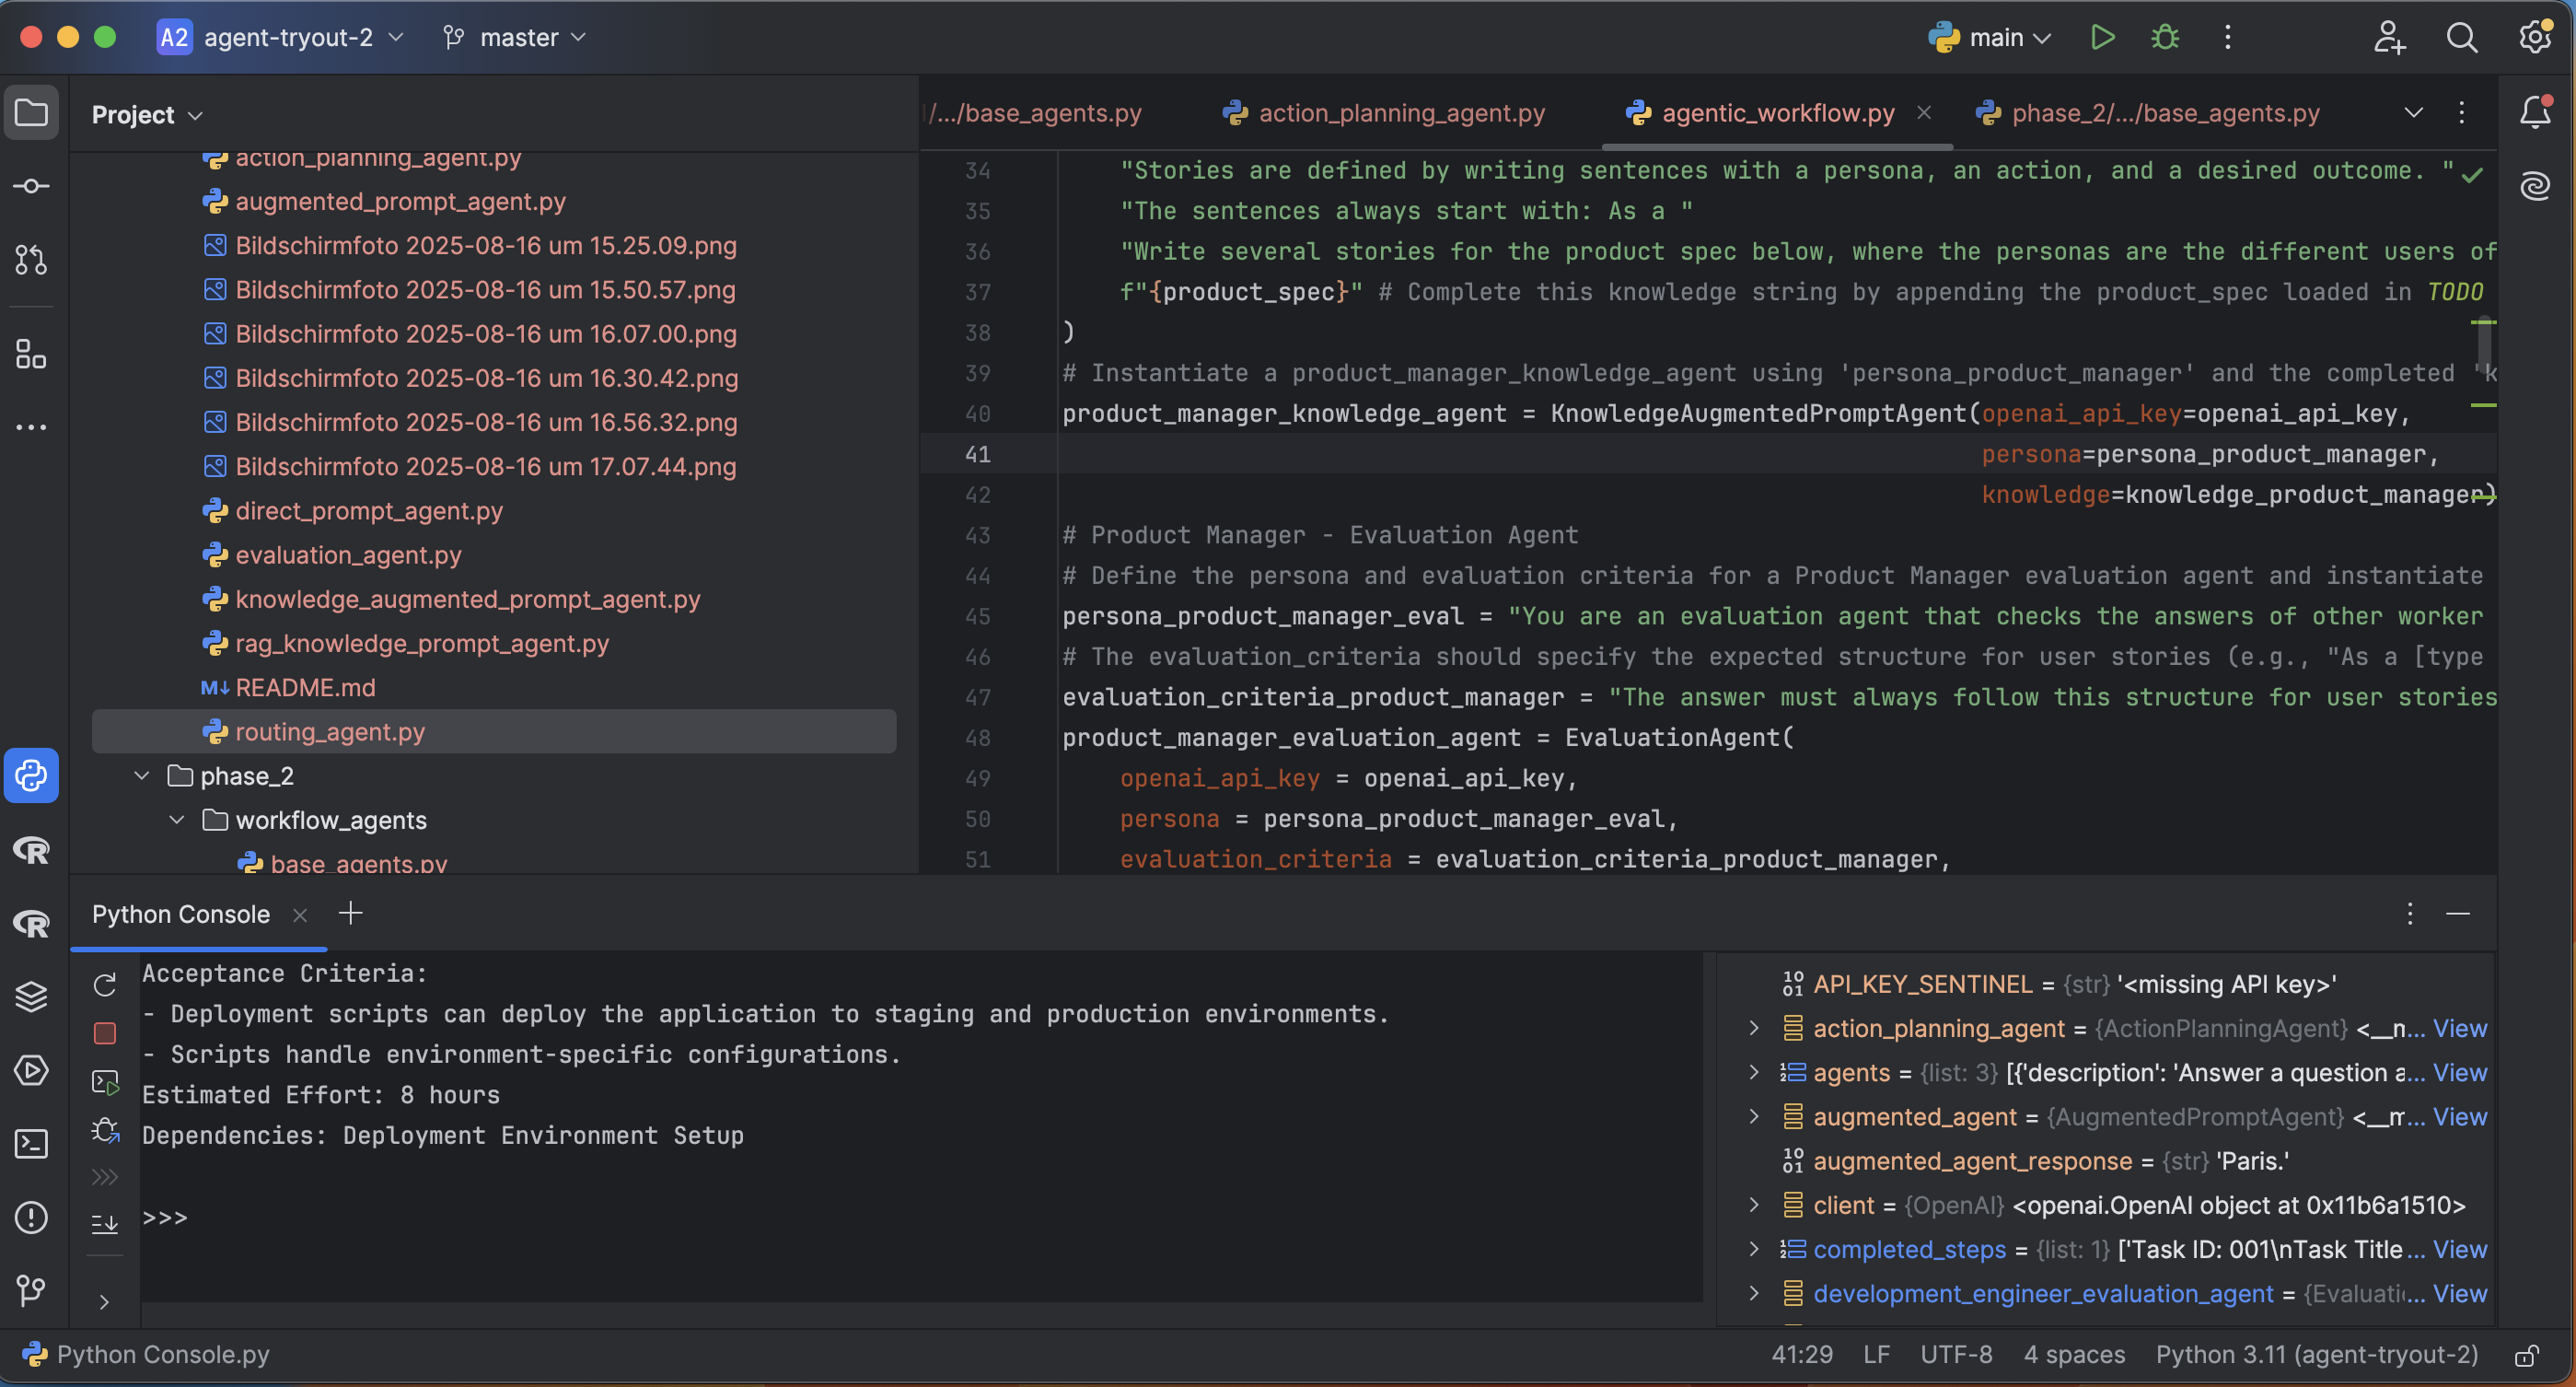 A2 agent-tryout-2 master main
Project
action_planning_agent.py
augmented_prompt_agent.py
Bildschirmfoto 2025-08-16 um 15.25.09.png
Bildschirmfoto 2025-08-16 um 15.50.57.png
Bildschirmfoto 2025-08-16 um 16.07.00.png
Bildschirmfoto 2025-08-16 um 16.30.42.png
Bildschirmfoto 2025-08-16 um 16.56.32.png
Bildschirmfoto 2025-08-16 um 17.07.44.png
direct_prompt_agent.py
evaluation_agent.py
knowledge_augmented_prompt_agent.py
rag_knowledge_prompt_agent.py
M↓ README.md
routing_agent.py
phase_2
workflow_agents
base_agents.py
/.../base_agents.py action_planning_agent.py agentic_workflow.py phase_2/.../base_agents.py
34 "Stories are defined by writing sentences with a persona, an action, and a desired outcome. "
35 "The sentences always start with: As a "
36 "Write several stories for the product spec below, where the personas are the different users of
37 f"{product_spec}" # Complete this knowledge string by appending the product_spec loaded in TODO
38 )
39 # Instantiate a product_manager_knowledge_agent using 'persona_product_manager' and the completed 'k
40 product_manager_knowledge_agent = KnowledgeAugmentedPromptAgent(openai_api_key=openai_api_key,
41 persona=persona_product_manager,
42 knowledge=knowledge_product_manager)
43 # Product Manager - Evaluation Agent
44 # Define the persona and evaluation criteria for a Product Manager evaluation agent and instantiate
45 persona_product_manager_eval = "You are an evaluation agent that checks the answers of other worker
46 # The evaluation_criteria should specify the expected structure for user stories (e.g., "As a [type
47 evaluation_criteria_product_manager = "The answer must always follow this structure for user stories
48 product_manager_evaluation_agent = EvaluationAgent(
49 openai_api_key = openai_api_key,
50 persona = persona_product_manager_eval,
51 evaluation_criteria = evaluation_criteria_product_manager,
Python Console
Acceptance Criteria:
- Deployment scripts can deploy the application to staging and production environments.
- Scripts handle environment-specific configurations.
Estimated Effort: 8 hours
Dependencies: Deployment Environment Setup
>>>
API_KEY_SENTINEL = {str} '<missing API key>'
action_planning_agent = {ActionPlanningAgent} <__m... View
agents = {list: 3} [{'description': 'Answer a question a... View
augmented_agent = {AugmentedPromptAgent} <__m... View
augmented_agent_response = {str} 'Paris.'
client = {OpenAI} <openai.OpenAI object at 0x11b6a1510>
completed_steps = {list: 1} ['Task ID: 001\nTask Title... View
development_engineer_evaluation_agent = {Evaluati... View
Python Console.py 41:29 LF UTF-8 4 spaces Python 3.11 (agent-tryout-2)